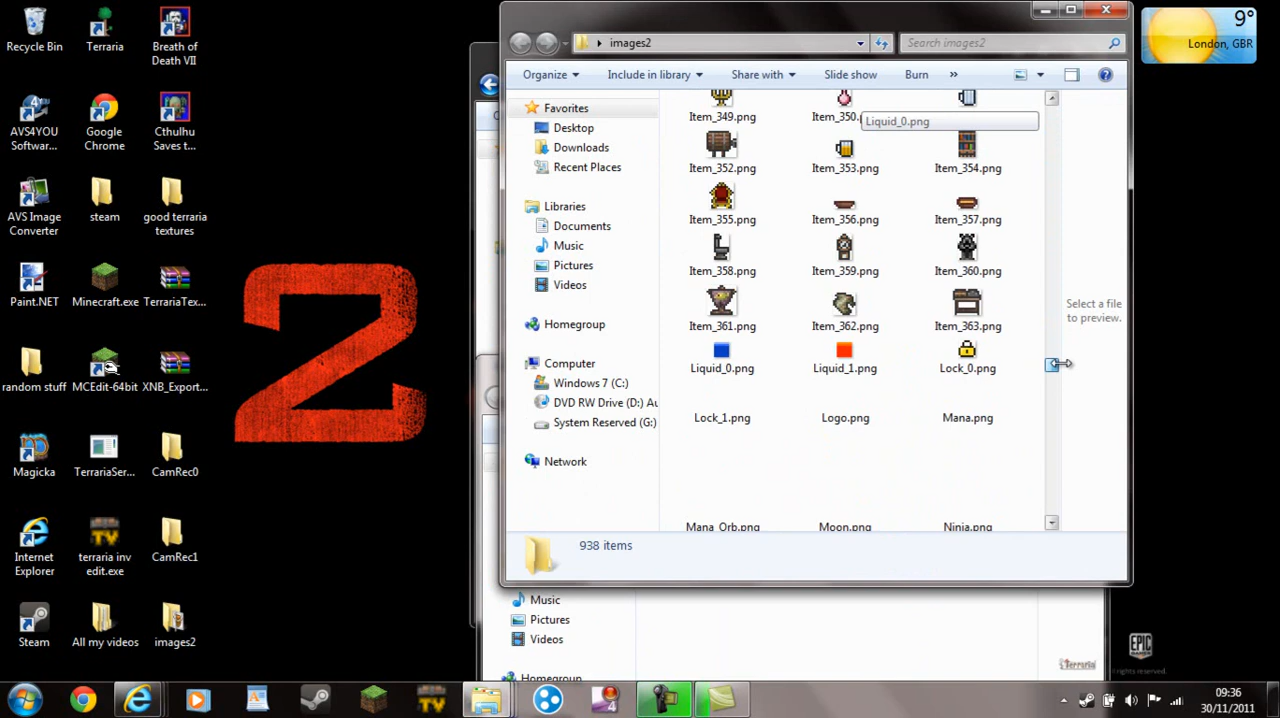 Recycle Bin
Terraria
Breath of
Death VII
AVS4YOU
Software...
Google
Chrome
Cthulhu
Saves t...
AVS Image
Converter
steam
good terraria
textures
Paint.NET
Minecraft.exe
TerrariaTex...
random stuff
MCEdit-64bit
XNB_Export...
Magicka
TerrariaSer...
CamRec0
Internet
Explorer
terraria inv
edit.exe
CamRec1
Steam
All my videos
images2
images2
Search images2
Organize
Include in library
Share with
Slide show
Burn
»
Favorites
Desktop
Downloads
Recent Places
Libraries
Documents
Music
Pictures
Videos
Homegroup
Computer
Windows 7 (C:)
DVD RW Drive (D:) Au
System Reserved (G:)
Network
Item_349.png
Item_350.
Liquid_0.png
Item_352.png
Item_353.png
Item_354.png
Item_355.png
Item_356.png
Item_357.png
Item_358.png
Item_359.png
Item_360.png
Item_361.png
Item_362.png
Item_363.png
Liquid_0.png
Liquid_1.png
Lock_0.png
Lock_1.png
Logo.png
Mana.png
Mana_Orb.png
Moon.png
Ninja.png
Select a file
to preview.
938 items
Music
Pictures
Videos
Homegroup
9°
London, GBR
Terraria
EPIC
ll rights reserved.
09:36
30/11/2011